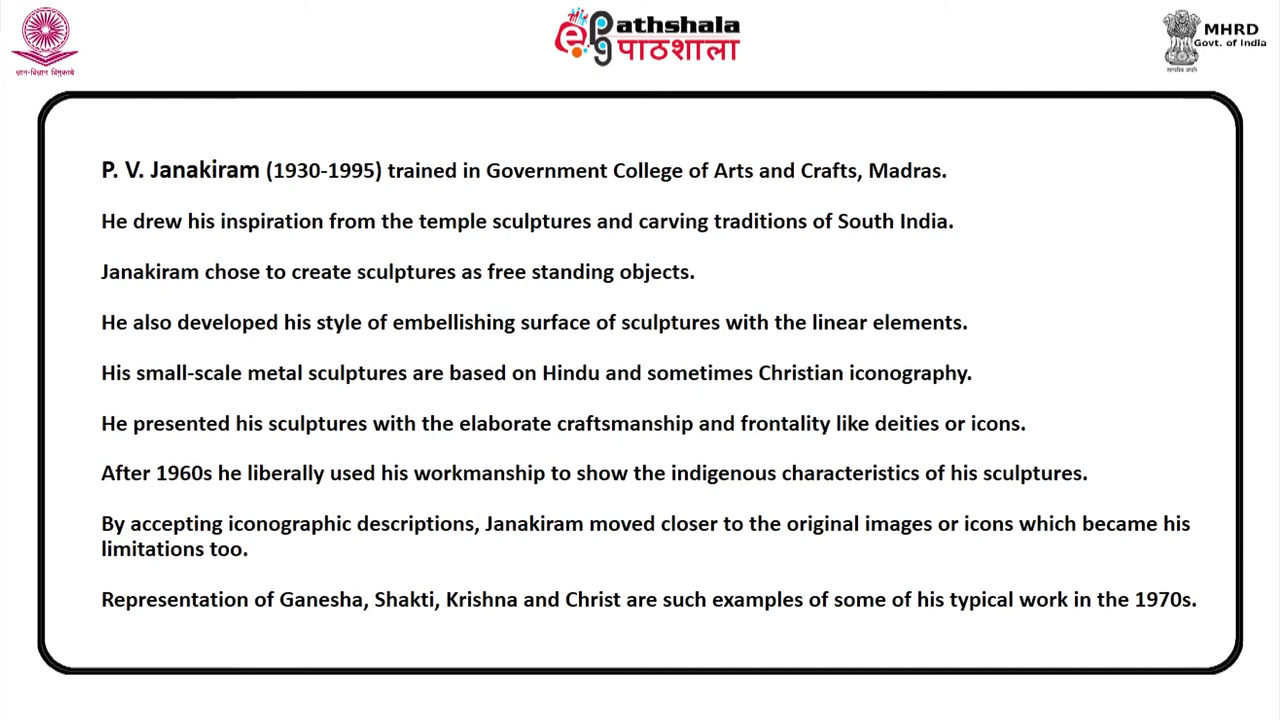 ज्ञान-विज्ञान विमुक्तये
ePG
athshala
पाठशाला
MHRD
Govt. of India
सत्यमेव जयते
P. V. Janakiram (1930-1995) trained in Government College of Arts and Crafts, Madras.
He drew his inspiration from the temple sculptures and carving traditions of South India.
Janakiram chose to create sculptures as free standing objects.
He also developed his style of embellishing surface of sculptures with the linear elements.
His small-scale metal sculptures are based on Hindu and sometimes Christian iconography.
He presented his sculptures with the elaborate craftsmanship and frontality like deities or icons.
After 1960s he liberally used his workmanship to show the indigenous characteristics of his sculptures.
By accepting iconographic descriptions, Janakiram moved closer to the original images or icons which became his
limitations too.
Representation of Ganesha, Shakti, Krishna and Christ are such examples of some of his typical work in the 1970s.